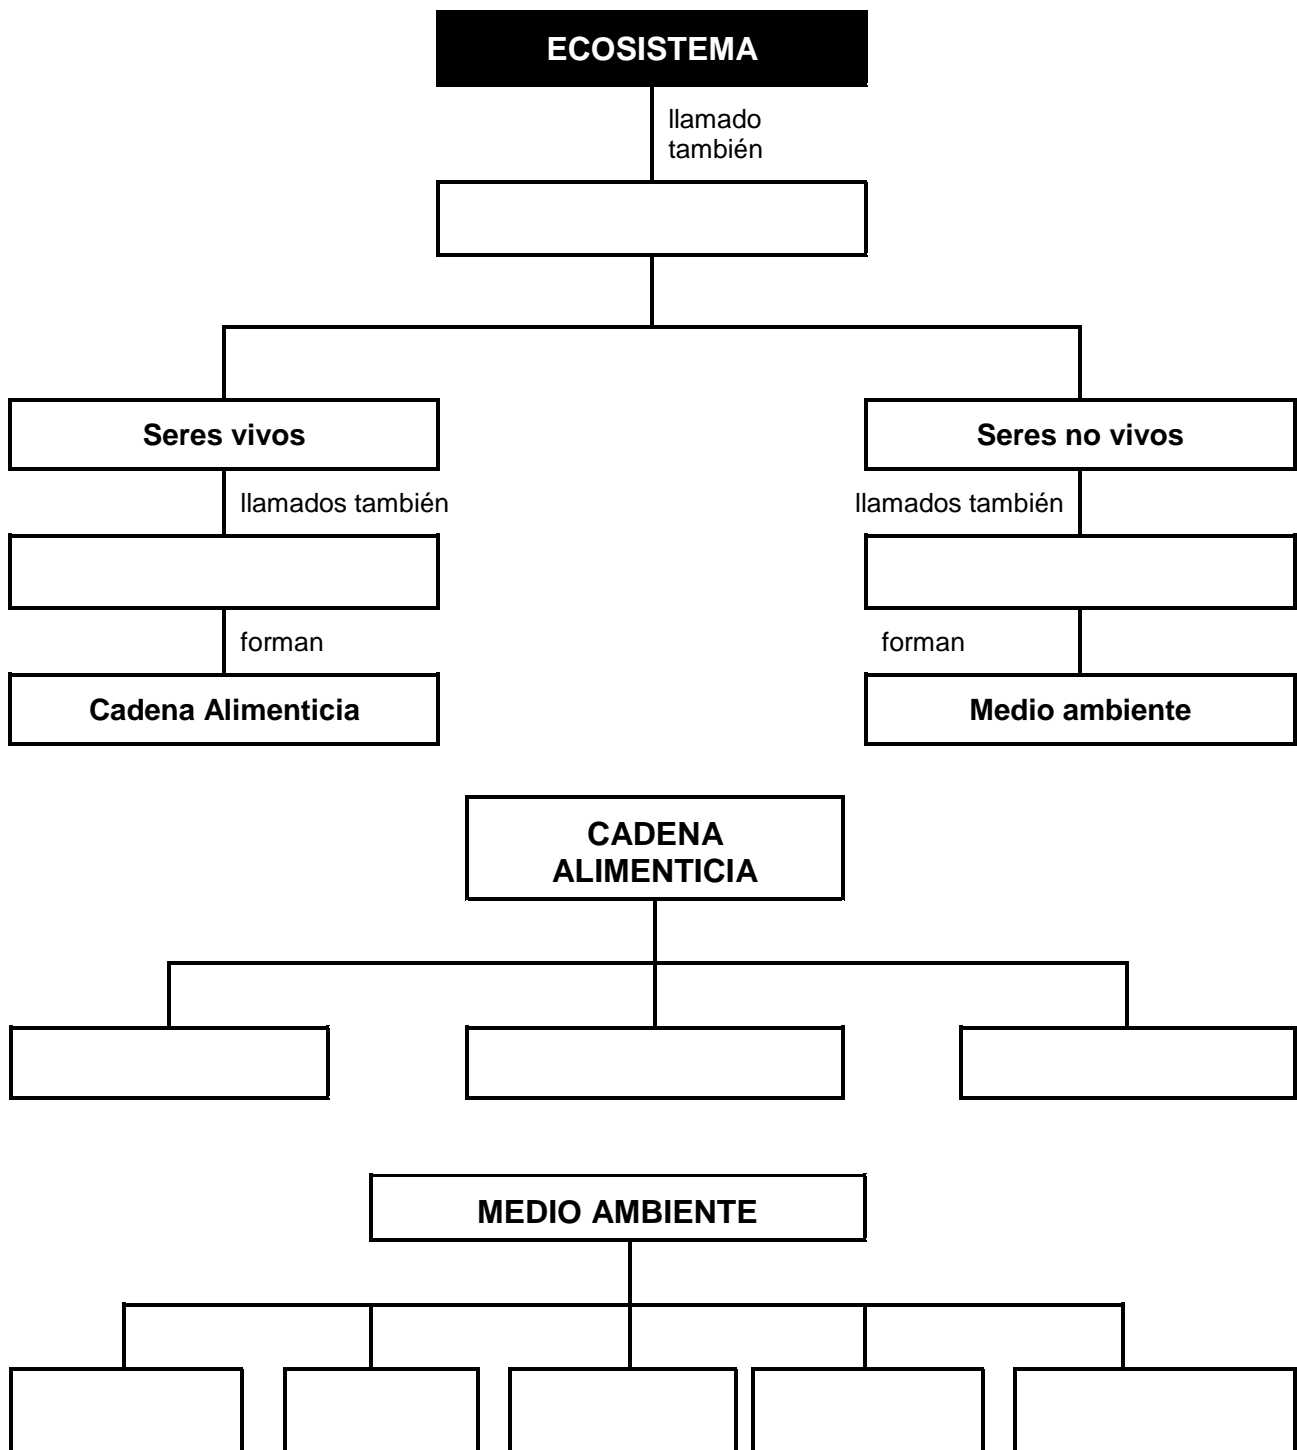 ECOSISTEMA
llamado
también
Seres vivos
Seres no vivos
llamados también
llamados también
forman
forman
Cadena Alimenticia
Medio ambiente
CADENA
ALIMENTICIA
MEDIO AMBIENTE